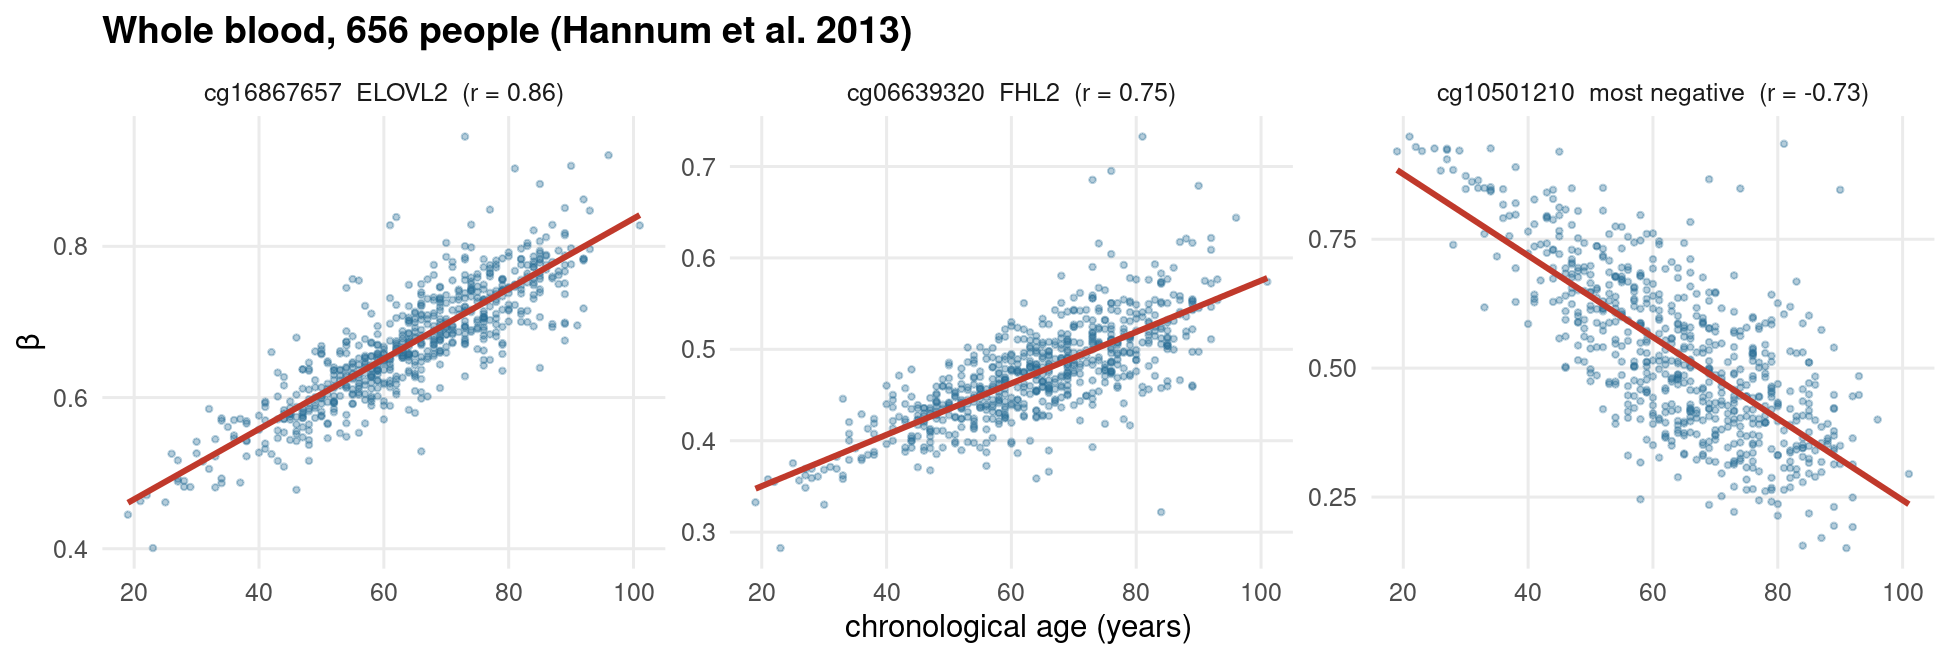 Whole blood, 656 people (Hannum et al. 2013)
cg16867657 ELOVL2 (r = 0.86)
cg06639320 FHL2 (r = 0.75)
cg10501210 most negative (r = -0.73)
β
0.8
0.6
0.4
0.7
0.6
0.5
0.4
0.3
0.75
0.50
0.25
20 40 60 80 100
20 40 60 80 100
20 40 60 80 100
chronological age (years)